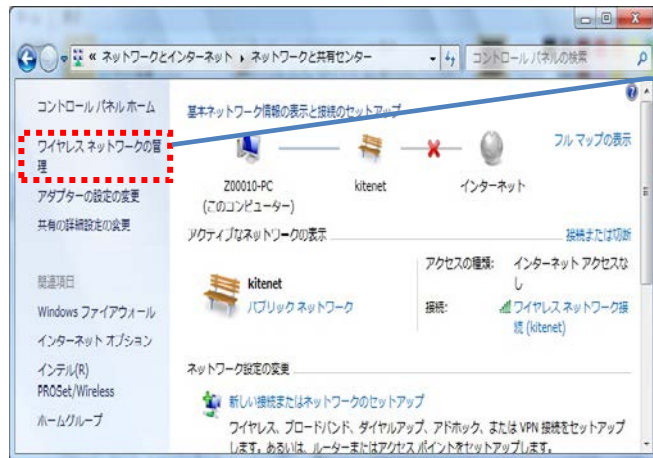 « ネットワークとインターネット ▸ ネットワークと共有センター
コントロール パネルの検索
コントロール パネル ホーム
ワイヤレス ネットワークの管
理
アダプターの設定の変更
共有の詳細設定の変更
関連項目
Windows ファイアウォール
インターネット オプション
インテル(R)
PROSet/Wireless
ホームグループ
基本ネットワーク情報の表示と接続のセットアップ
フル マップの表示
Z00010-PC
(このコンピューター)
kitenet
インターネット
アクティブなネットワークの表示
接続または切断
kitenet
パブリック ネットワーク
アクセスの種類: インターネット アクセスな
し
接続: ワイヤレス ネットワーク接
続 (kitenet)
ネットワーク設定の変更
新しい接続またはネットワークのセットアップ
ワイヤレス、ブロードバンド、ダイヤルアップ、アドホック、または VPN 接続をセットアップ
します。あるいは、ルーターまたはアクセス ポイントをセットアップします。